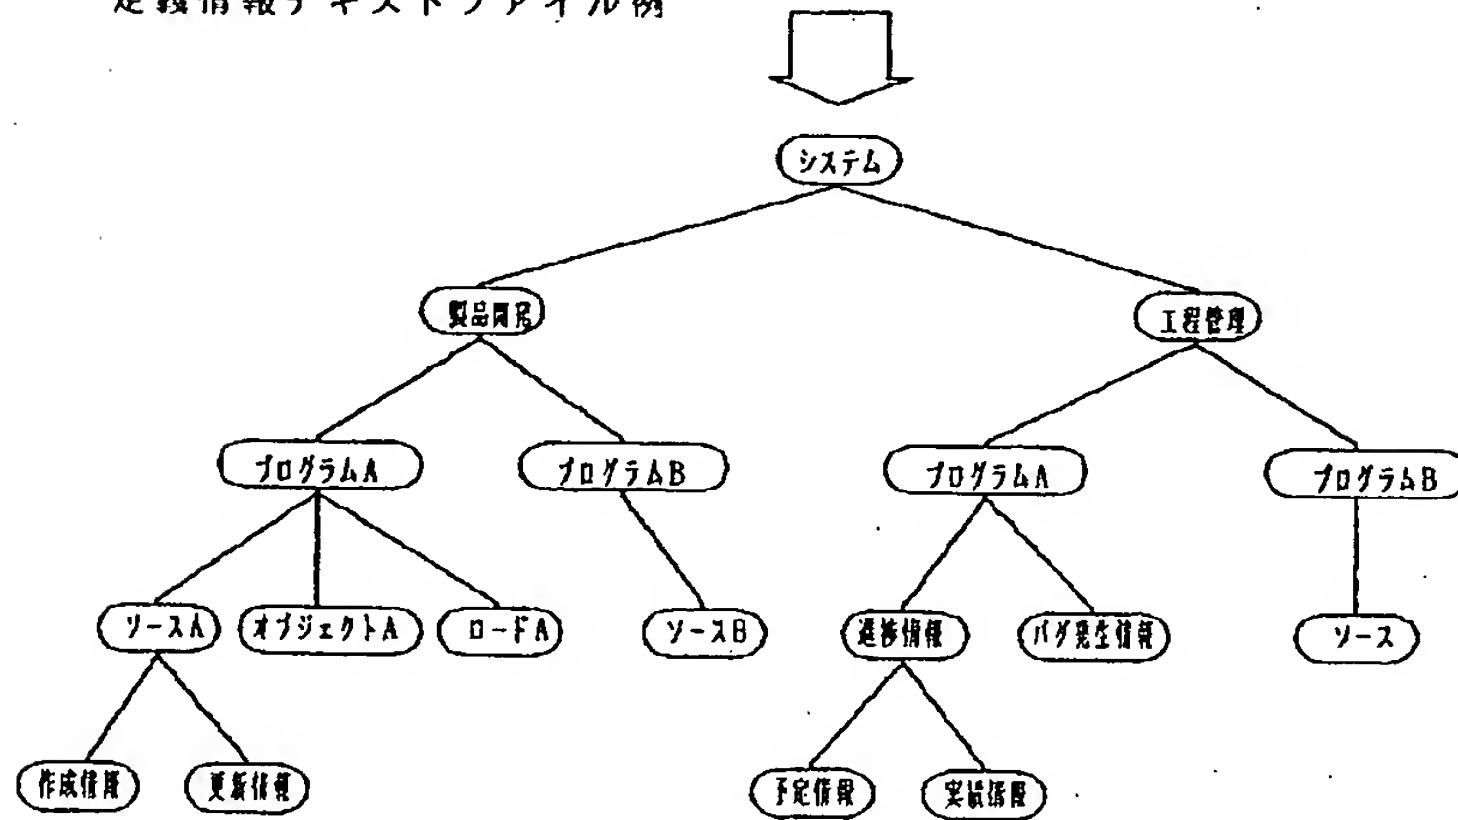 定義情報テキストファイル例
システム
製品開発
工程管理
プログラムA
プログラムB
プログラムA
プログラムB
ソースA
オブジェクトA
ロードA
ソースB
進捗情報
バグ発生情報
ソース
作成情報
更新情報
予定情報
実績情報